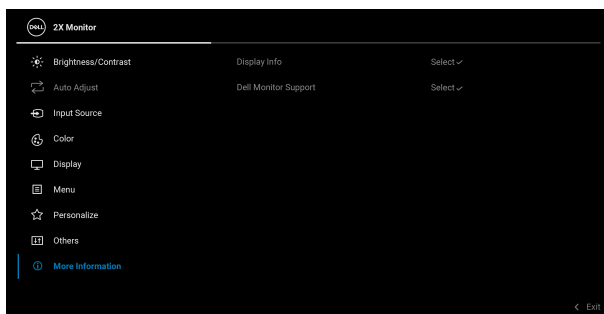 DELL 2X Monitor
Brightness/Contrast Display Info Select
Auto Adjust Dell Monitor Support Select
Input Source
Color
Display
Menu
Personalize
Others
More Information
Exit